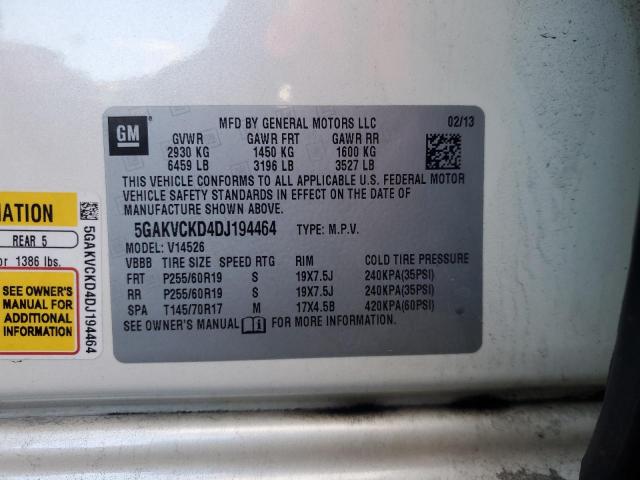 GM
MFD BY GENERAL MOTORS LLC 02/13
GVWR GAWR FRT GAWR RR
2930 KG 1450 KG 1600 KG
6459 LB 3196 LB 3527 LB
THIS VEHICLE CONFORMS TO ALL APPLICABLE U.S. FEDERAL MOTOR
VEHICLE SAFETY STANDARDS IN EFFECT ON THE DATE OF
MANUFACTURE SHOWN ABOVE.
5GAKVCKD4DJ194464 TYPE: M.P.V.
MODEL: V14526
VBBB TIRE SIZE SPEED RTG RIM COLD TIRE PRESSURE
FRT P255/60R19 S 19X7.5J 240KPA(35PSI)
RR P255/60R19 S 19X7.5J 240KPA(35PSI)
SPA T145/70R17 M 17X4.5B 420KPA(60PSI)
SEE OWNER'S MANUAL FOR MORE INFORMATION.
MATION
REAR 5
or 1386 lbs.
SEE OWNER'S
MANUAL FOR
ADDITIONAL
INFORMATION
5GAKVCKD4DJ194464